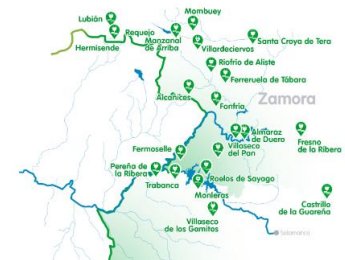 Mombuey
Lubián
Requejo
Hermisende
Manzanal
de Arriba
Villardeciervos
Santa Croya de Tera
Riofrío de Aliste
Ferreruela de Tábara
Alcañices
Fonfría
Zamora
Almaraz
de Duero
Villaseco
del Pan
Fresno
de la Ribera
Fermoselle
Pereña de
la Ribera
Trabanca
Roelos de Sayago
Monleras
Castrillo
de la Guareña
Villaseco
de los Gamitos
Salamanca